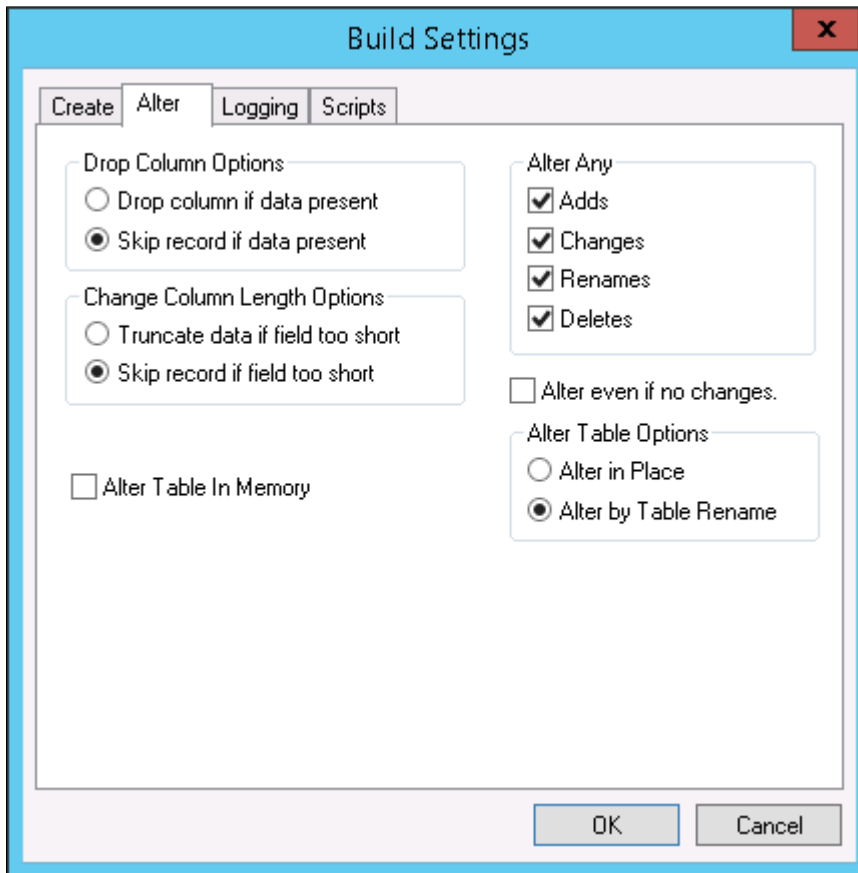 Build Settings
x
Create Alter Logging Scripts
Drop Column Options
Drop column if data present
Skip record if data present
Change Column Length Options
Truncate data if field too short
Skip record if field too short
Alter Table In Memory
Alter Any
Adds
Changes
Renames
Deletes
Alter even if no changes.
Alter Table Options
Alter in Place
Alter by Table Rename
OK Cancel